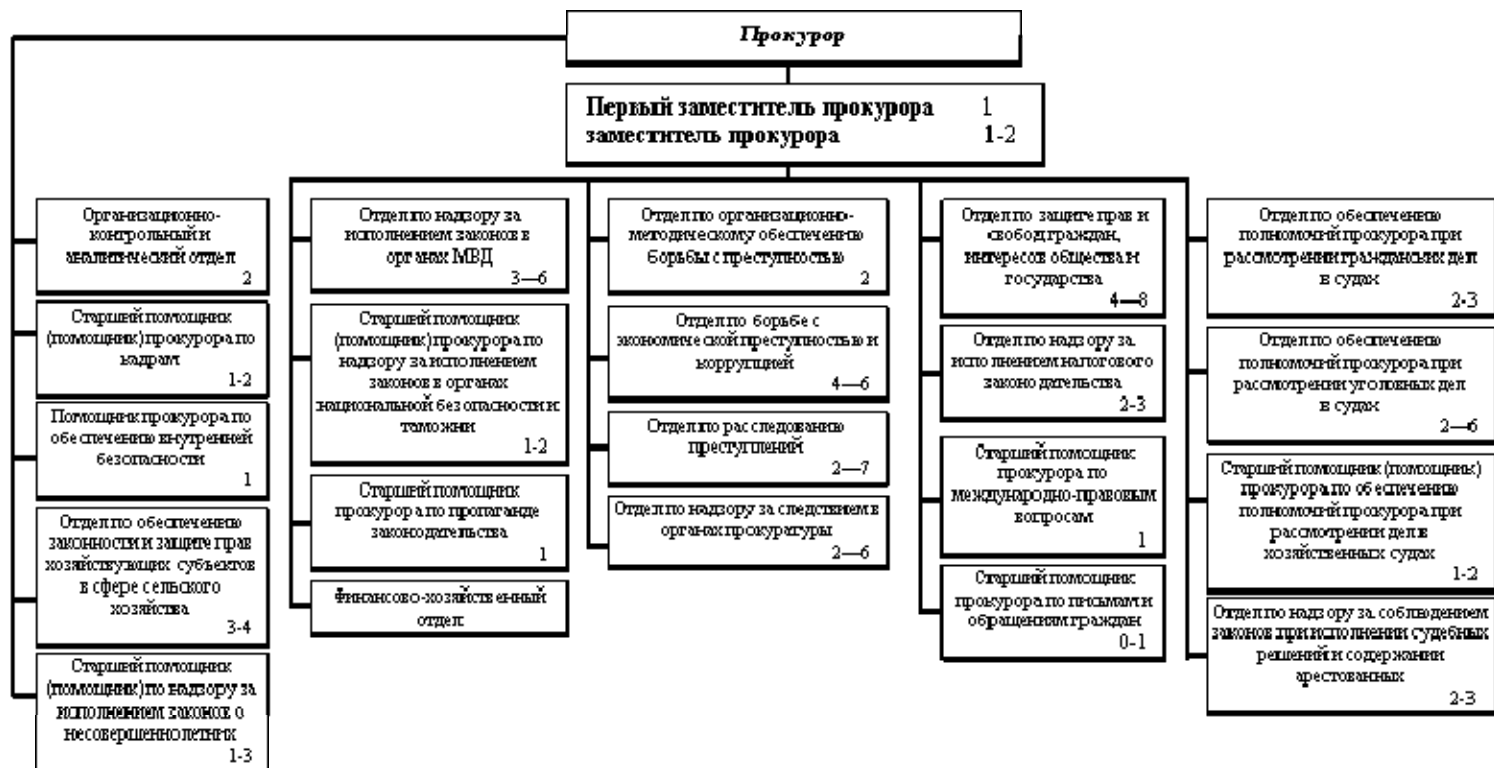 Прокурор
Первый заместитель прокурора 1
заместитель прокурора 1-2
Организационно-
контрольный и
аналитический отдел
2
Старший помощник
(помощник) прокурора по
кадрам
1-2
Помощник прокурора по
обеспечению внутренней
безопасности
1
Отдел по обеспечению
законности и защите прав
хозяйствующих субъектов
в сфере сельского
хозяйства
3-4
Старший помощник
(помощник) по надзору за
исполнением законов о
несовершеннолетних
1-3
Отдел по надзору за
исполнением законов в
органах МВД
3—6
Старший помощник
(помощник) прокурора по
надзору за исполнением
законов в органах
национальной безопасности и
таможни
1-2
Старший помощник
прокурора по пропаганде
законодательства
1
Финансово-хозяйственный
отдел
Отдел по организационно-
методическому обеспечению
борьбы с преступностью
2
Отдел по борьбе с
экономической преступностью и
коррупцией
4—6
Отдел по расследованию
преступлений
2—7
Отдел по надзору за следствием в
органах прокуратуры
2—6
Отдел по защите прав и
свобод граждан,
интересов общества и
государства
4—8
Отдел по надзору за
исполнением налогового
законодательства
2-3
Старший помощник
прокурора по
международно-правовым
вопросам
1
Старший помощник
прокурора по письмам и
обращениям граждан
0-1
Отдел по обеспечению
полномочий прокурора при
рассмотрении гражданских дел
в судах
2-3
Отдел по обеспечению
полномочий прокурора при
рассмотрении уголовных дел
в судах
2—6
Старший помощник (помощник)
прокурора по обеспечению
полномочий прокурора при
рассмотрении дел в
хозяйственных судах
1-2
Отдел по надзору за соблюдением
законов при исполнении судебных
решений и содержании
арестованных
2-3